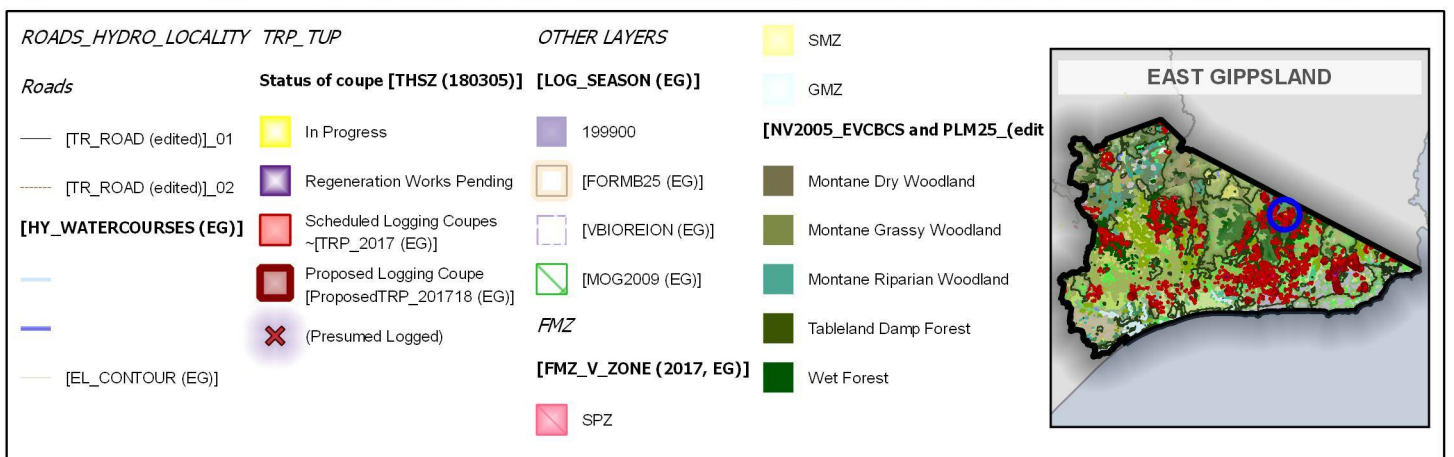 ROADS_HYDRO_LOCALITY
Roads
[TR_ROAD (edited)]_01
[TR_ROAD (edited)]_02
[HY_WATERCOURSES (EG)]
[EL_CONTOUR (EG)]
TRP_TUP
Status of coupe [THSZ (180305)]
In Progress
Regeneration Works Pending
Scheduled Logging Coupes
~[TRP_2017 (EG)]
Proposed Logging Coupe
[ProposedTRP_201718 (EG)]
(Presumed Logged)
OTHER LAYERS
[LOG_SEASON (EG)]
199900
[FORMB25 (EG)]
[VBIOREION (EG)]
[MOG2009 (EG)]
FMZ
[FMZ_V_ZONE (2017, EG)]
SPZ
SMZ
GMZ
[NV2005_EVCBCS and PLM25_(edit
Montane Dry Woodland
Montane Grassy Woodland
Montane Riparian Woodland
Tableland Damp Forest
Wet Forest
EAST GIPPSLAND